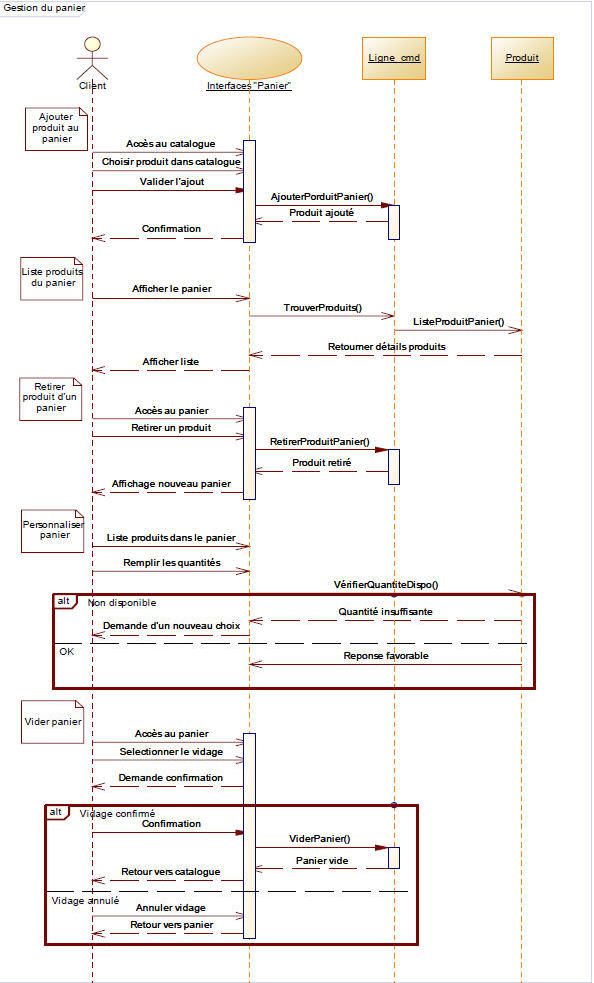 Gestion du panier
Client
Interfaces "Panier"
Ligne_cmd
Produit
Ajouter
produit au
panier
Accès au catalogue
Choisir produit dans catalogue
Valider l'ajout
AjouterPorduitPanier()
Produit ajouté
Confirmation
Liste produits
du panier
Afficher le panier
TrouverProduits()
ListeProduitPanier()
Retourner détails produits
Afficher liste
Retirer
produit d'un
panier
Accès au panier
Retirer un produit
RetirerProduitPanier()
Produit retiré
Affichage nouveau panier
Personnaliser
panier
Liste produits dans le panier
Remplir les quantités
VérifierQuantiteDispo()
alt
Non disponible
Quantité insuffisante
Demande d'un nouveau choix
OK
Reponse favorable
Vider panier
Accès au panier
Selectionner le vidage
Demande confirmation
alt
Vidage confirmé
Confirmation
ViderPanier()
Panier vide
Retour vers catalogue
Vidage annulé
Annuler vidage
Retour vers panier